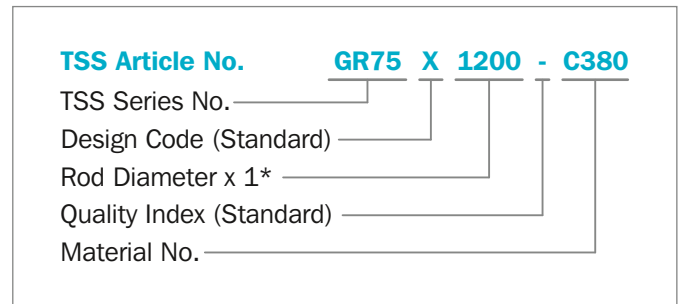 TSS Article No. GR75 X 1200 - C380
TSS Series No.
Design Code (Standard)
Rod Diameter x 1*
Quality Index (Standard)
Material No.